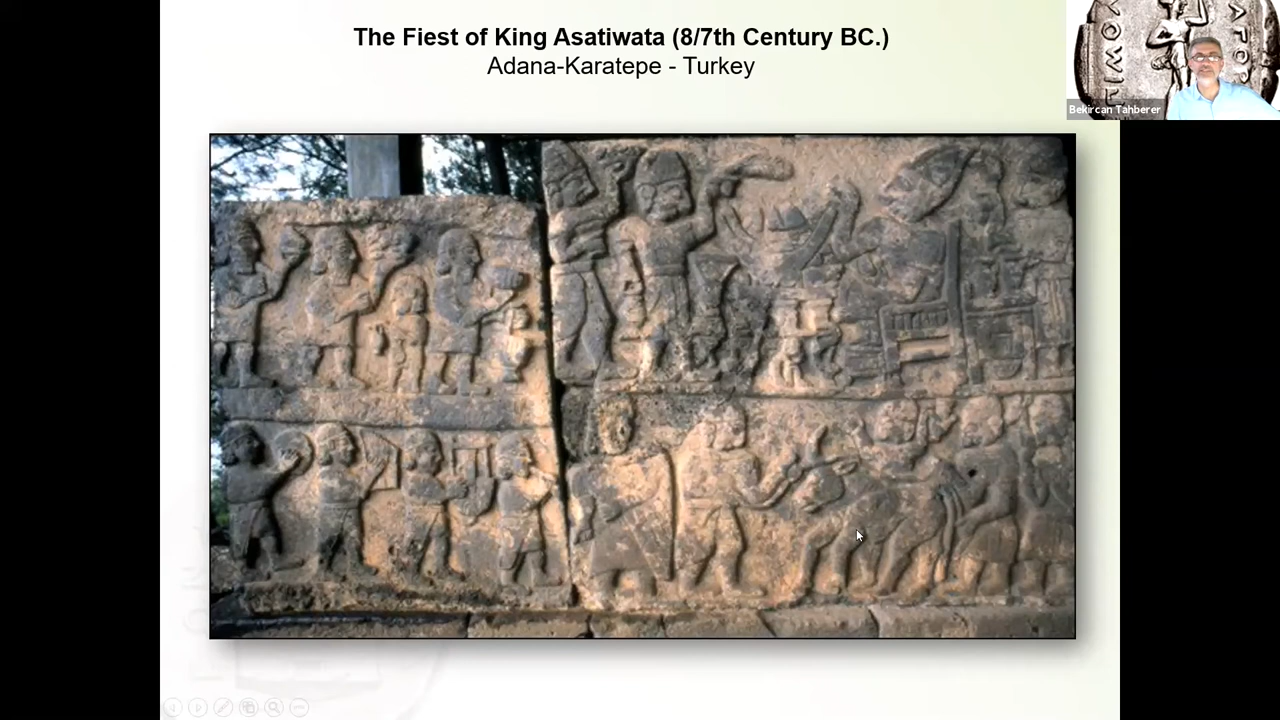 The Fiest of King Asatiwata (8/7th Century BC.)
Adana-Karatepe - Turkey
Bekircan Tahberer